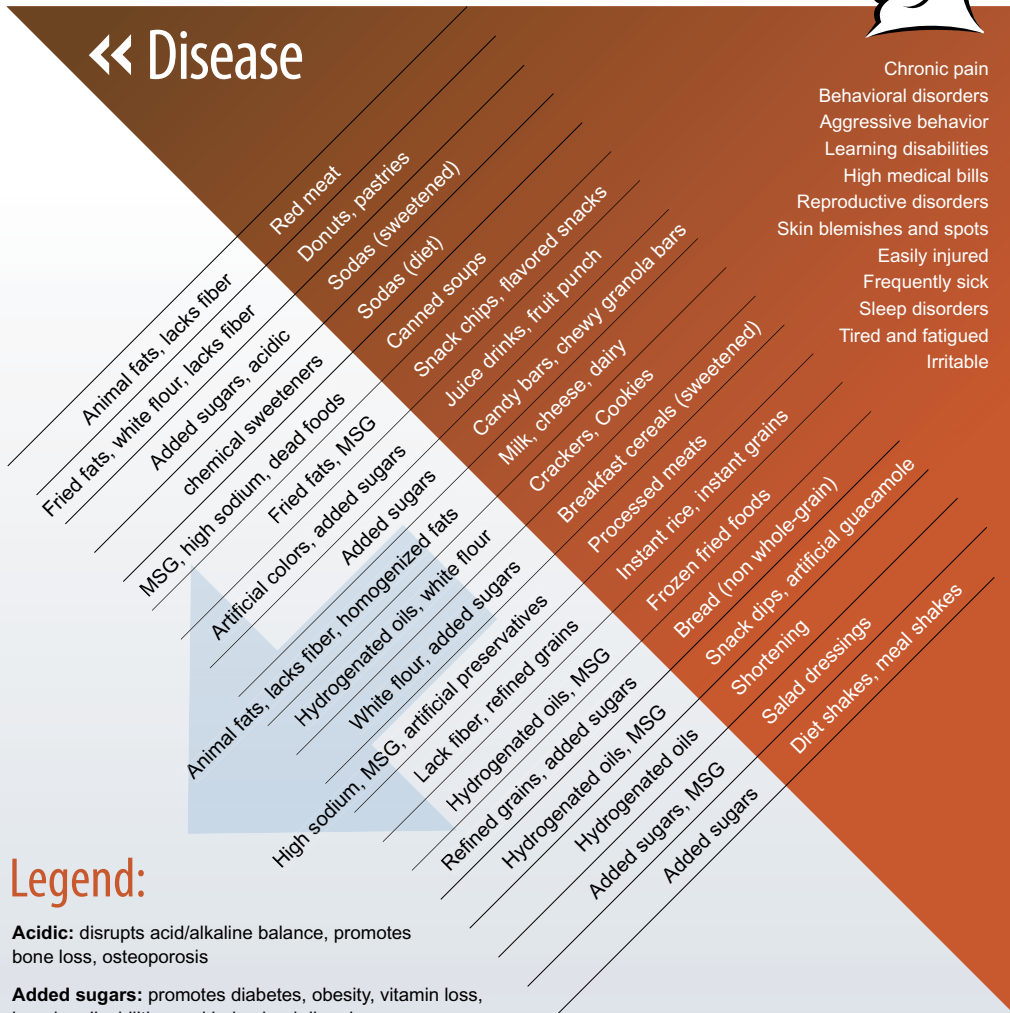 « Disease
Chronic pain
Behavioral disorders
Aggressive behavior
Learning disabilities
High medical bills
Reproductive disorders
Skin blemishes and spots
Easily injured
Frequently sick
Sleep disorders
Tired and fatigued
Irritable
Red meat
Animal fats, lacks fiber
Donuts, pastries
Fried fats, white flour, lacks fiber
Sodas (sweetened)
Added sugars, acidic
Sodas (diet)
chemical sweeteners
Canned soups
MSG, high sodium, dead foods
Snack chips, flavored snacks
Fried fats, MSG
Juice drinks, fruit punch
Artificial colors, added sugars
Candy bars, chewy granola bars
Added sugars
Milk, cheese, dairy
Animal fats, lacks fiber, homogenized fats
Crackers, Cookies
Hydrogenated oils, white flour
Breakfast cereals (sweetened)
White flour, added sugars
Processed meats
High sodium, MSG, artificial preservatives
Instant rice, instant grains
Lack fiber, refined grains
Frozen fried foods
Hydrogenated oils, MSG
Bread (non whole-grain)
Refined grains, added sugars
Snack dips, artificial guacamole
Hydrogenated oils, MSG
Shortening
Hydrogenated oils
Salad dressings
Added sugars, MSG
Diet shakes, meal shakes
Added sugars
Legend:
Acidic: disrupts acid/alkaline balance, promotes
bone loss, osteoporosis
Added sugars: promotes diabetes, obesity, vitamin loss,